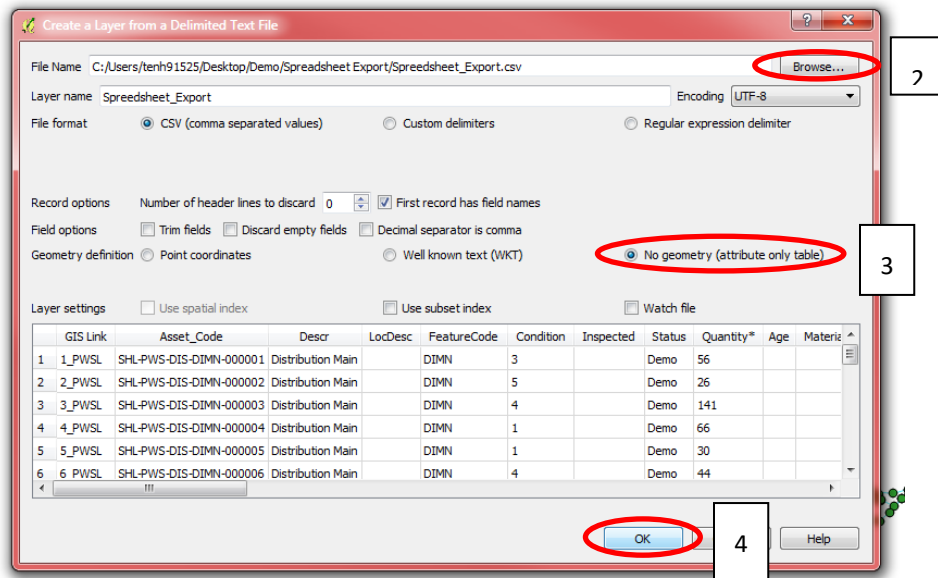 Create a Layer from a Delimited Text File
File Name C:/Users/tenh91525/Desktop/Demo/Spreadsheet Export/Spreedsheet_Export.csv Browse...
2
Layer name Spreedsheet_Export Encoding UTF-8
File format CSV (comma separated values) Custom delimiters Regular expression delimiter
Record options Number of header lines to discard 0 First record has field names
Field options Trim fields Discard empty fields Decimal separator is comma
Geometry definition Point coordinates Well known text (WKT) No geometry (attribute only table)
3
Layer settings Use spatial index Use subset index Watch file
GIS Link Asset_Code Descr LocDesc FeatureCode Condition Inspected Status Quantity* Age Materia
1 1_PWSL SHL-PWS-DIS-DIMN-000001 Distribution Main DIMN 3 Demo 56
2 2_PWSL SHL-PWS-DIS-DIMN-000002 Distribution Main DIMN 5 Demo 26
3 3_PWSL SHL-PWS-DIS-DIMN-000003 Distribution Main DIMN 4 Demo 141
4 4_PWSL SHL-PWS-DIS-DIMN-000004 Distribution Main DIMN 1 Demo 66
5 5_PWSL SHL-PWS-DIS-DIMN-000005 Distribution Main DIMN 1 Demo 30
6 6_PWSL SHL-PWS-DIS-DIMN-000006 Distribution Main DIMN 4 Demo 44
OK 4 Help